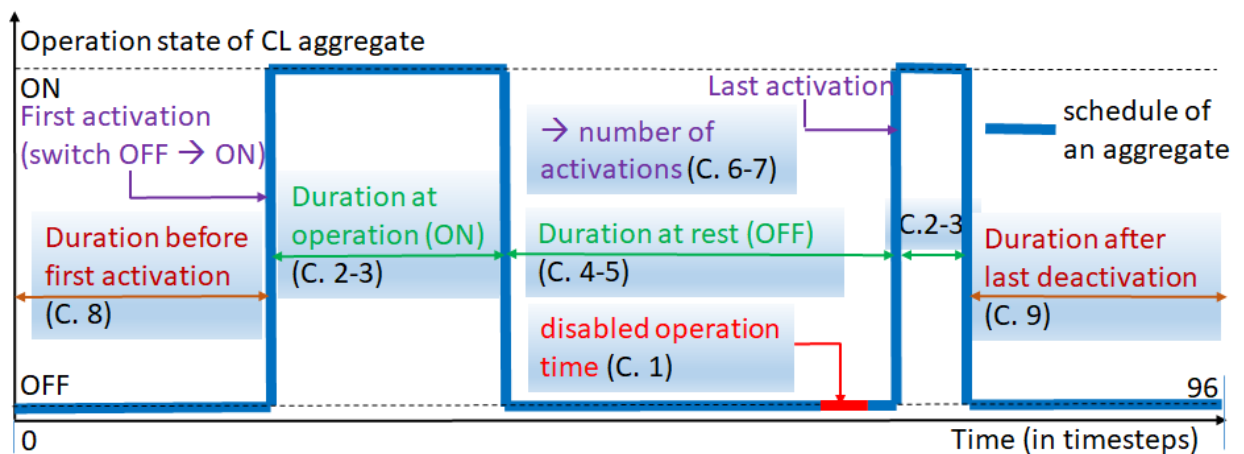 Operation state of CL aggregate
ON
First activation
(switch OFF → ON)
Last activation
→ number of
activations (C. 6-7)
schedule of
an aggregate
Duration at
operation (ON)
(C. 2-3)
Duration before
first activation
(C. 8)
Duration at rest (OFF)
(C. 4-5)
C.2-3
Duration after
last deactivation
(C. 9)
disabled operation
time (C. 1)
OFF
96
0
Time (in timesteps)